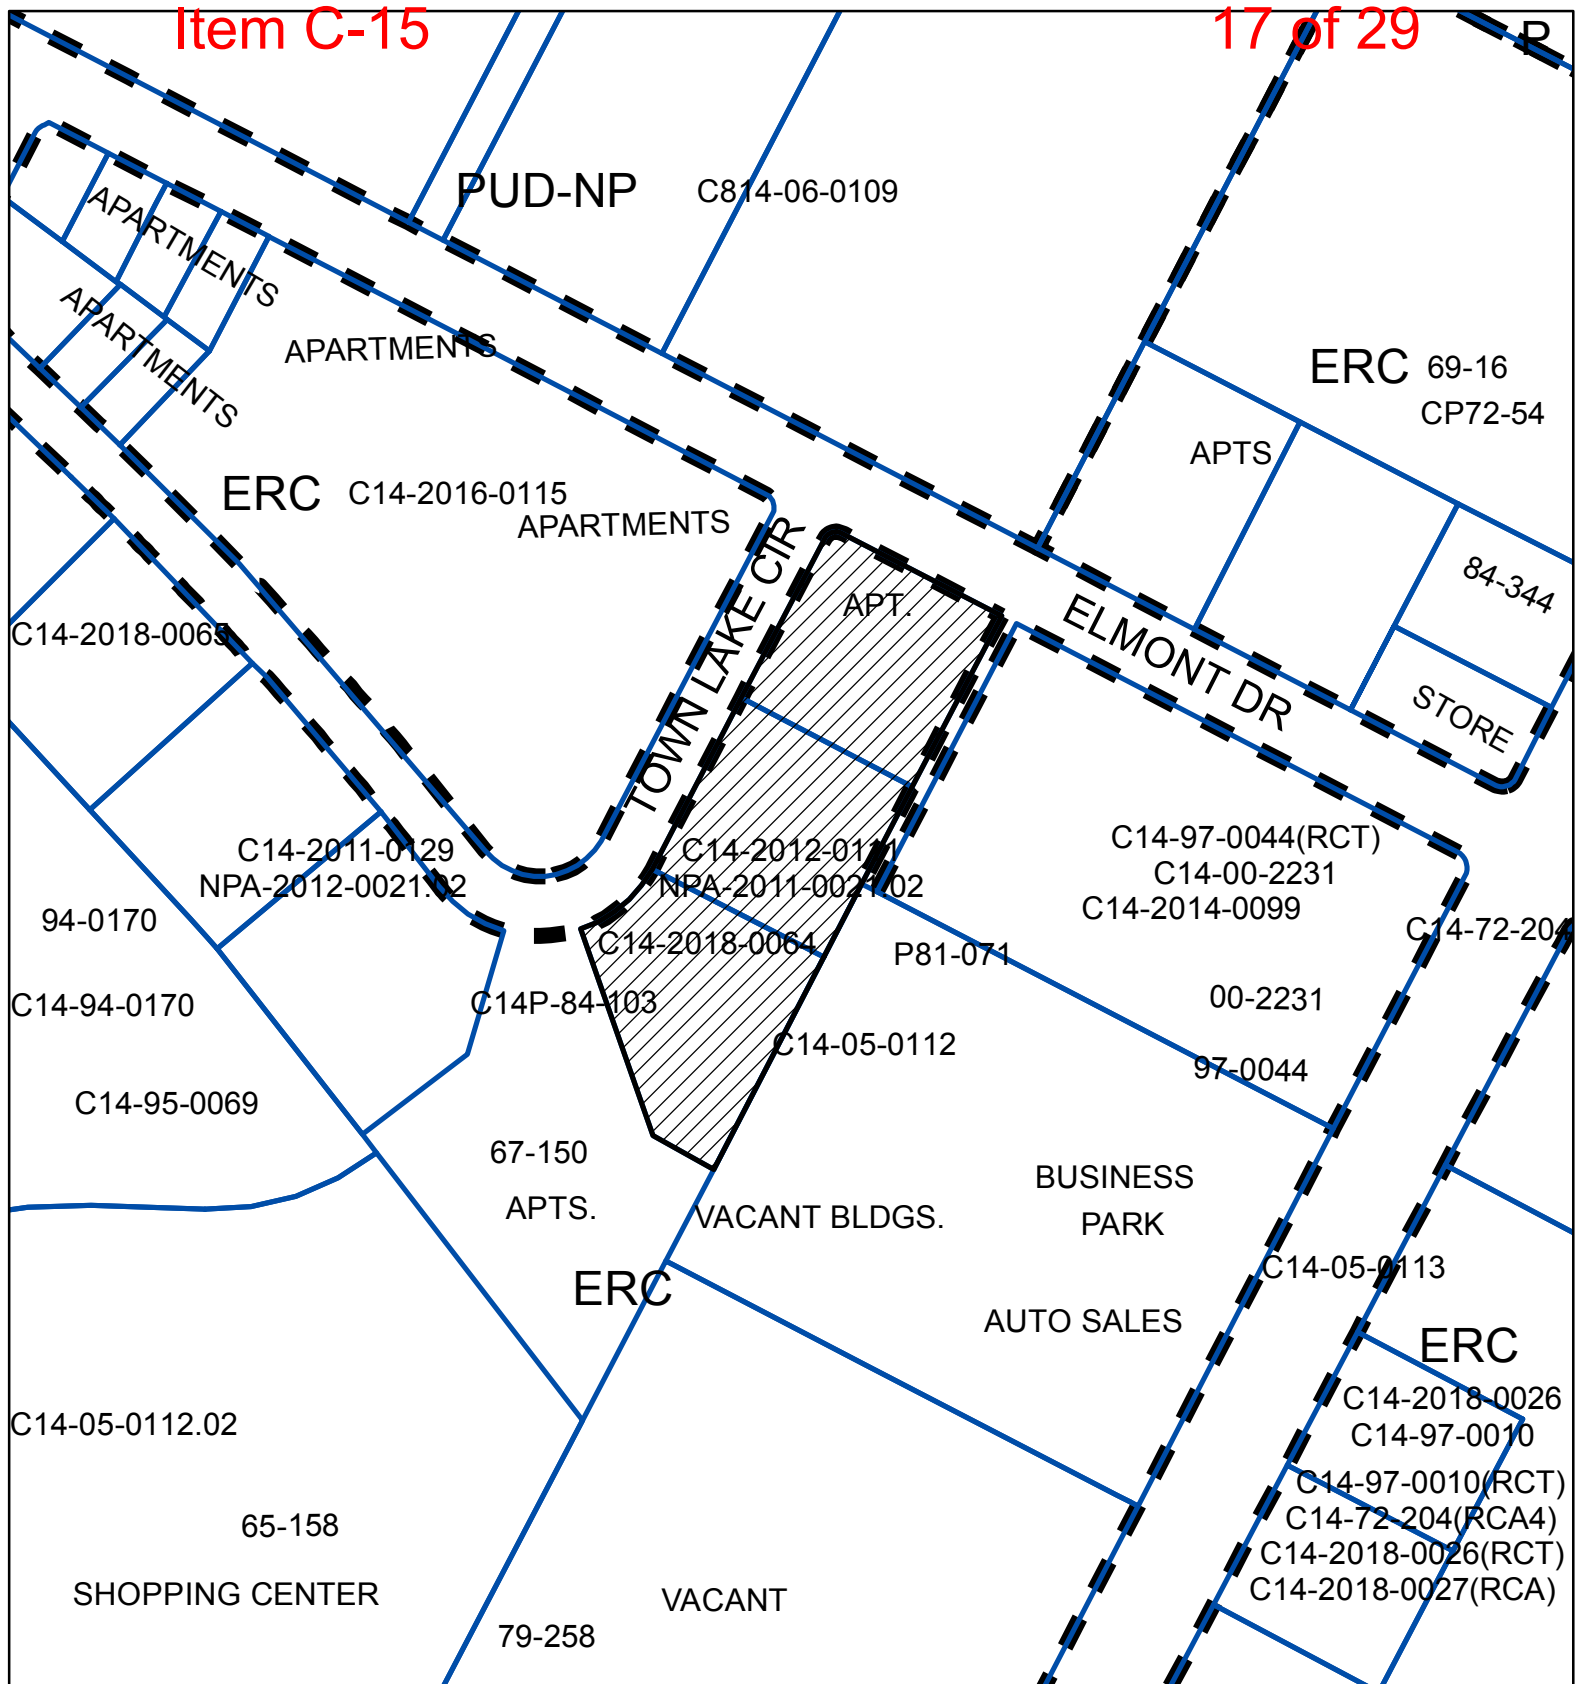 Item C-15
17 of 29
P
PUD-NP
C814-06-0109
APARTMENTS
APARTMENTS
APARTMENTS
ERC
69-16
CP72-54
APTS
ERC
C14-2016-0115
APARTMENTS
84-344
STORE
TOWN LAKE CIR
APT.
ELMONT DR
C14-2018-0065
C14-2011-0129
NPA-2012-0021.02
C14-2012-0111
NPA-2011-0021.02
C14-97-0044(RCT)
C14-00-2231
C14-2014-0099
94-0170
C14-2018-0064
P81-071
C14-72-204
C14-94-0170
C14P-84-103
00-2231
C14-05-0112
97-0044
C14-95-0069
67-150
APTS.
BUSINESS
PARK
VACANT BLDGS.
C14-05-0113
ERC
AUTO SALES
ERC
C14-2018-0026
C14-97-0010
C14-97-0010(RCT)
C14-72-204(RCA4)
C14-2018-0026(RCT)
C14-2018-0027(RCA)
C14-05-0112.02
65-158
SHOPPING CENTER
VACANT
79-258